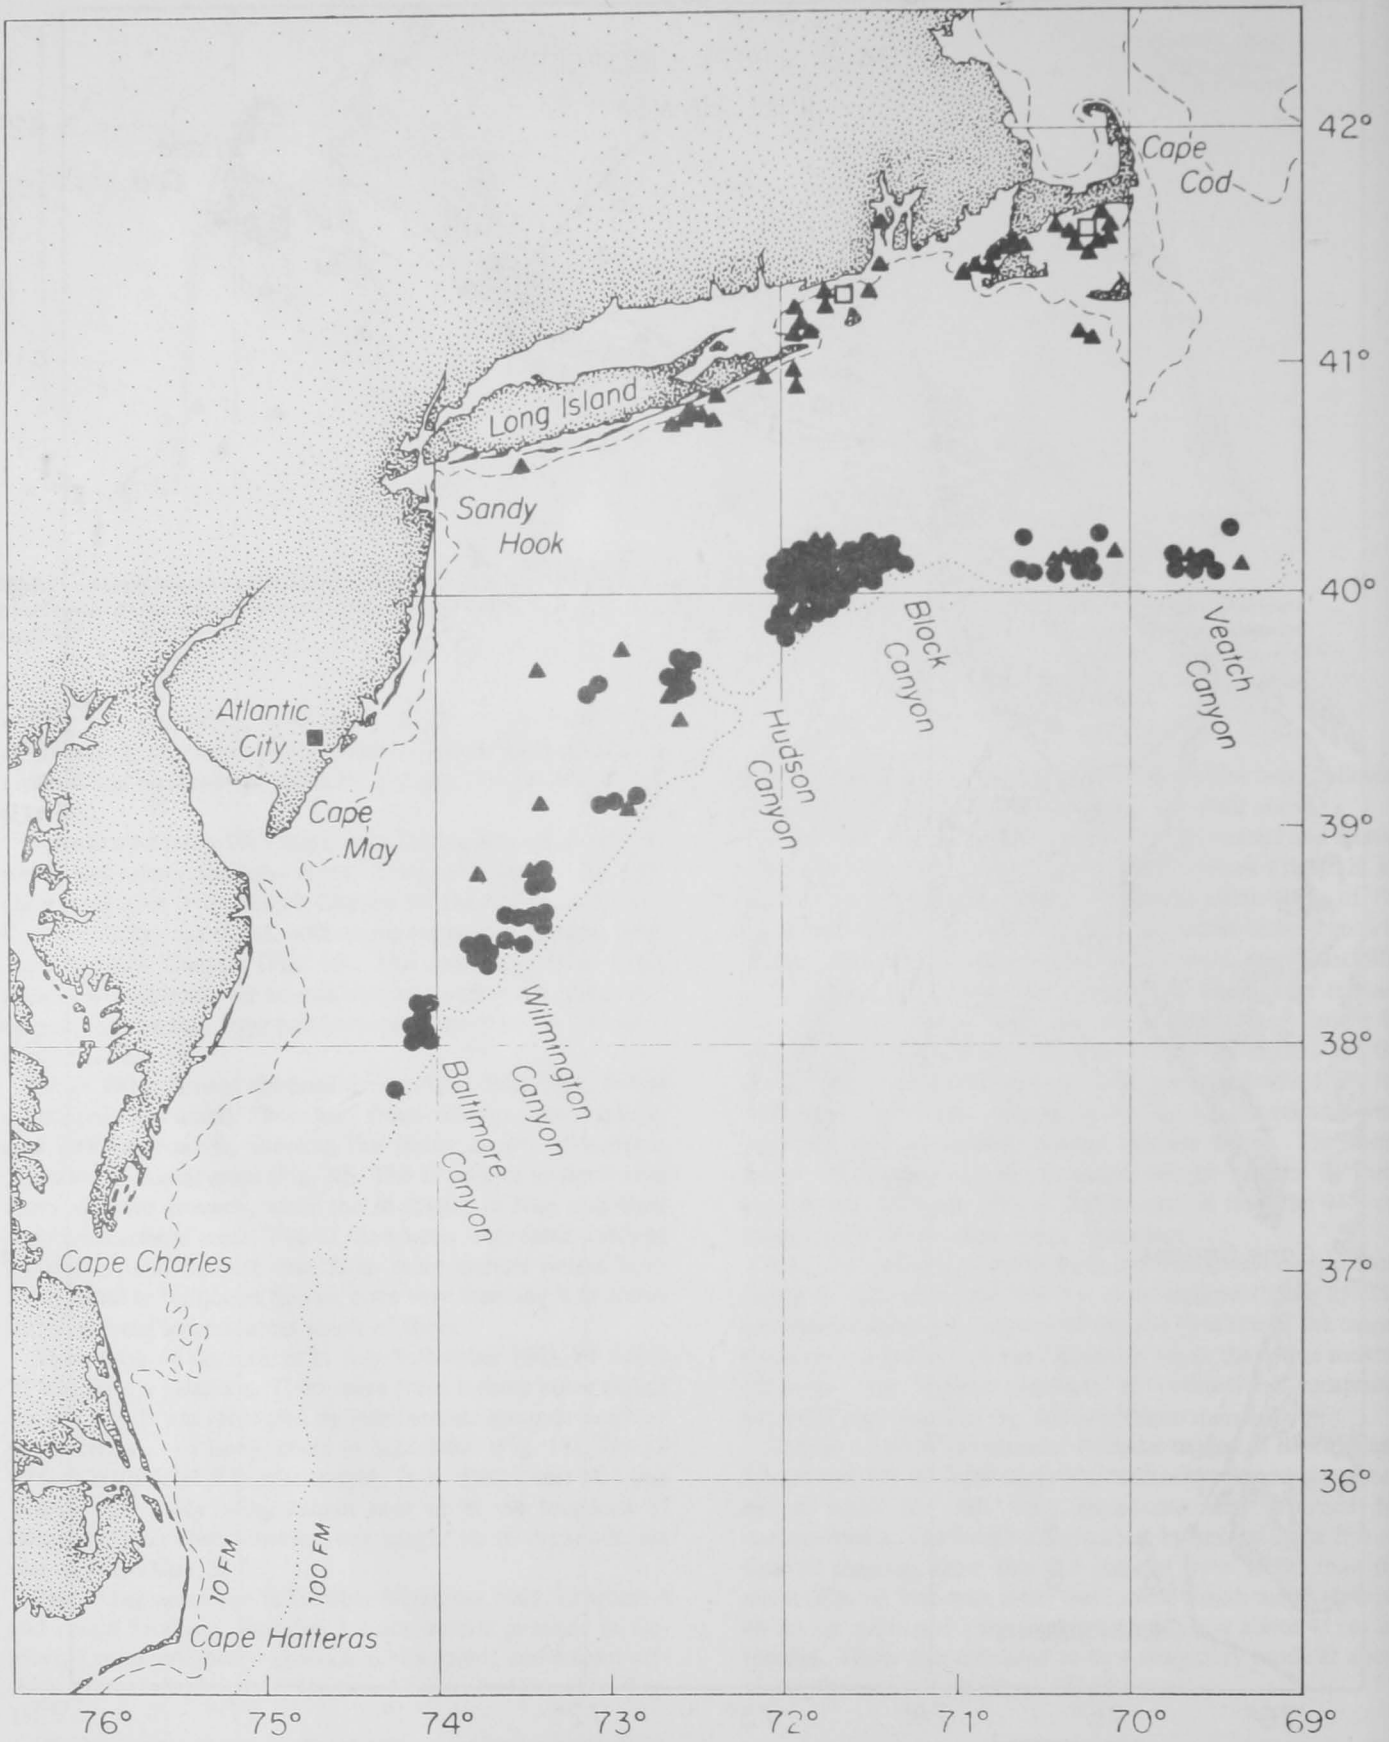 42°
Cape
Cod
41°
Long Island
Sandy
Hook
40°
Block
Canyon
Veatch
Canyon
Atlantic
City
Hudson
Canyon
Cape
May
39°
Wilmington
Canyon
38°
Baltimore
Canyon
Cape Charles
37°
36°
10 FM
100 FM
Cape Hatteras
76° 75° 74° 73° 72° 71° 70° 69°